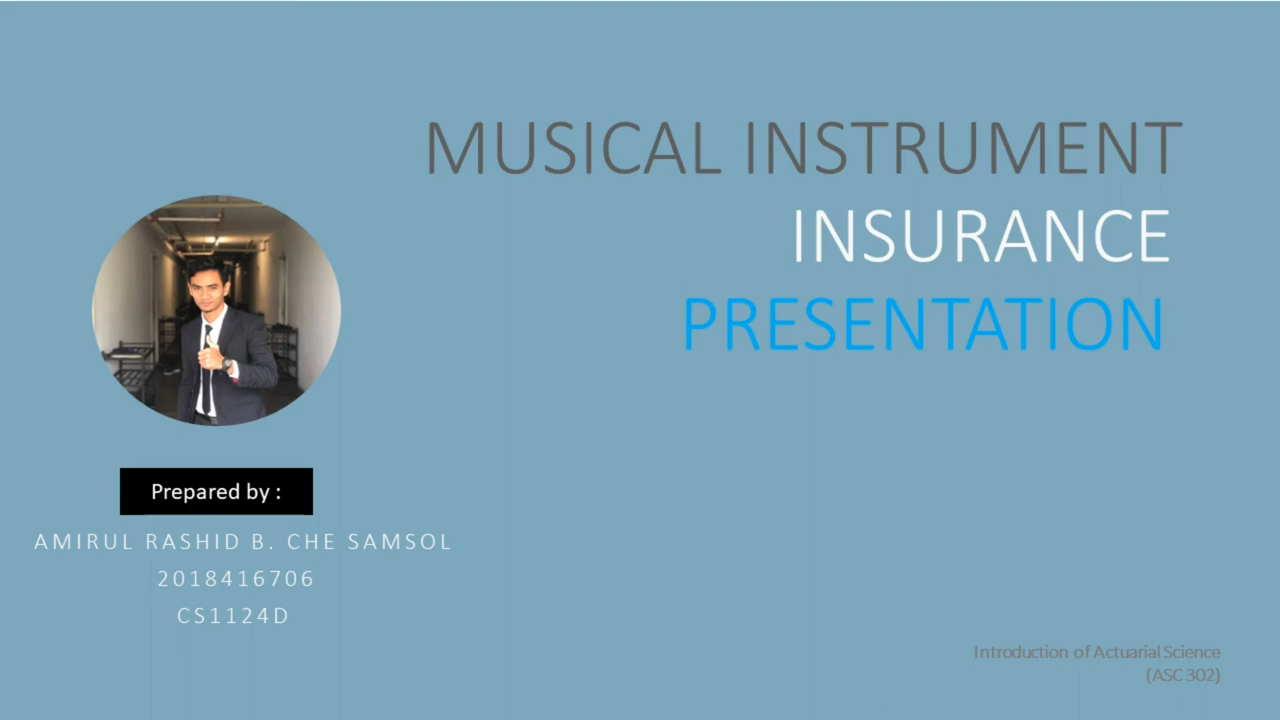 MUSICAL INSTRUMENT
INSURANCE
PRESENTATION
Prepared by :
AMIRUL RASHID B. CHE SAMSOL
2018416706
CS1124D
Introduction of Actuarial Science
(ASC 302)